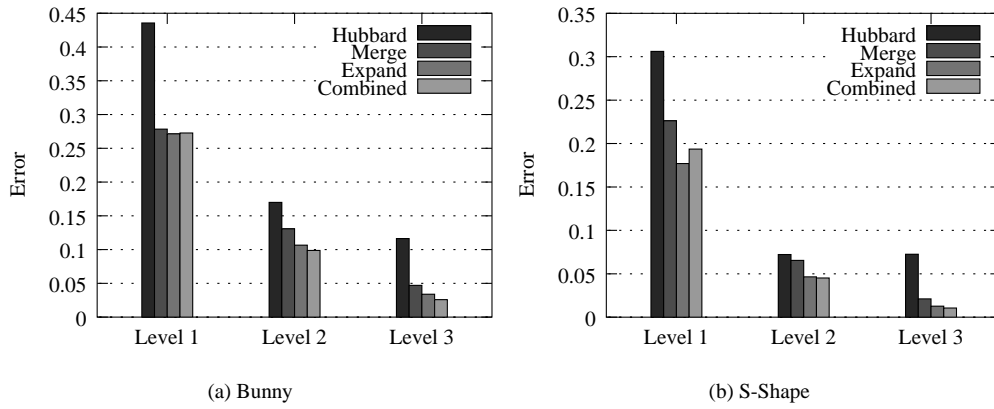 0.45
0.4
0.35
0.3
0.25
0.2
0.15
0.1
0.05
0
Error
Hubbard
Merge
Expand
Combined
Level 1
Level 2
Level 3
(a) Bunny
0.35
0.3
0.25
0.2
0.15
0.1
0.05
0
Error
Hubbard
Merge
Expand
Combined
Level 1
Level 2
Level 3
(b) S-Shape